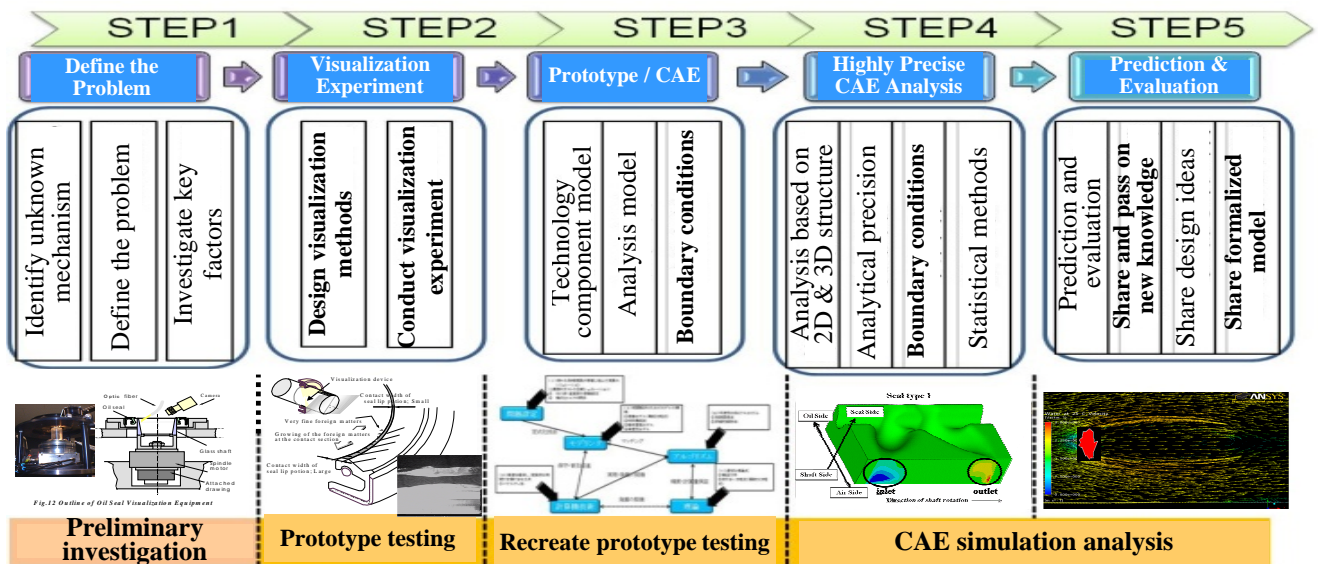 STEP1
STEP2
STEP3
STEP4
STEP5
Define the
Problem
Visualization
Experiment
Prototype / CAE
Highly Precise
CAE Analysis
Prediction &
Evaluation
Identify unknown
mechanism
Define the problem
Investigate key
factors
Design visualization
methods
Conduct visualization
experiment
Technology
component model
Analysis model
Boundary conditions
Analysis based on
2D & 3D structure
Analytical precision
Boundary conditions
Statistical methods
Prediction and
evaluation
Share and pass on
new knowledge
Share design ideas
Share formalized
model
Optic fiber
Camera
Oil seal
Glass shaft
Spindle
motor
Attached
drawing
Fig.12 Outline of Oil Seal Visualization Equipment
Visualization device
Contact width of
seal lip potion; Small
Very fine foreign matters
Growing of the foreign matters
at the contact section
Contact width of
seal lip potion; Large
Seal type 1
Oil Side
Seal Side
Shaft Side
Air Side
inlet
outlet
Direction of shaft rotation
ANSYS
Preliminary
investigation
Prototype testing
Recreate prototype testing
CAE simulation analysis